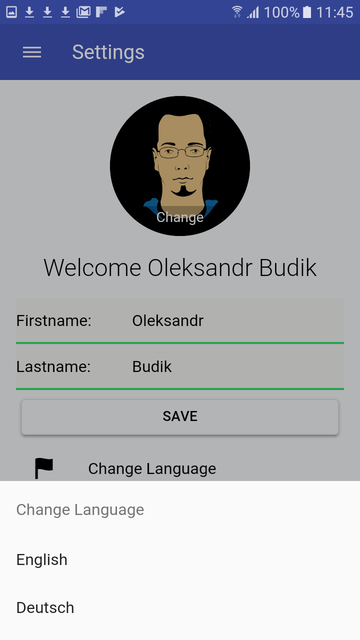 100% 11:45
Settings
Change
Welcome Oleksandr Budik
Firstname: Oleksandr
Lastname: Budik
SAVE
Change Language
Change Language
English
Deutsch